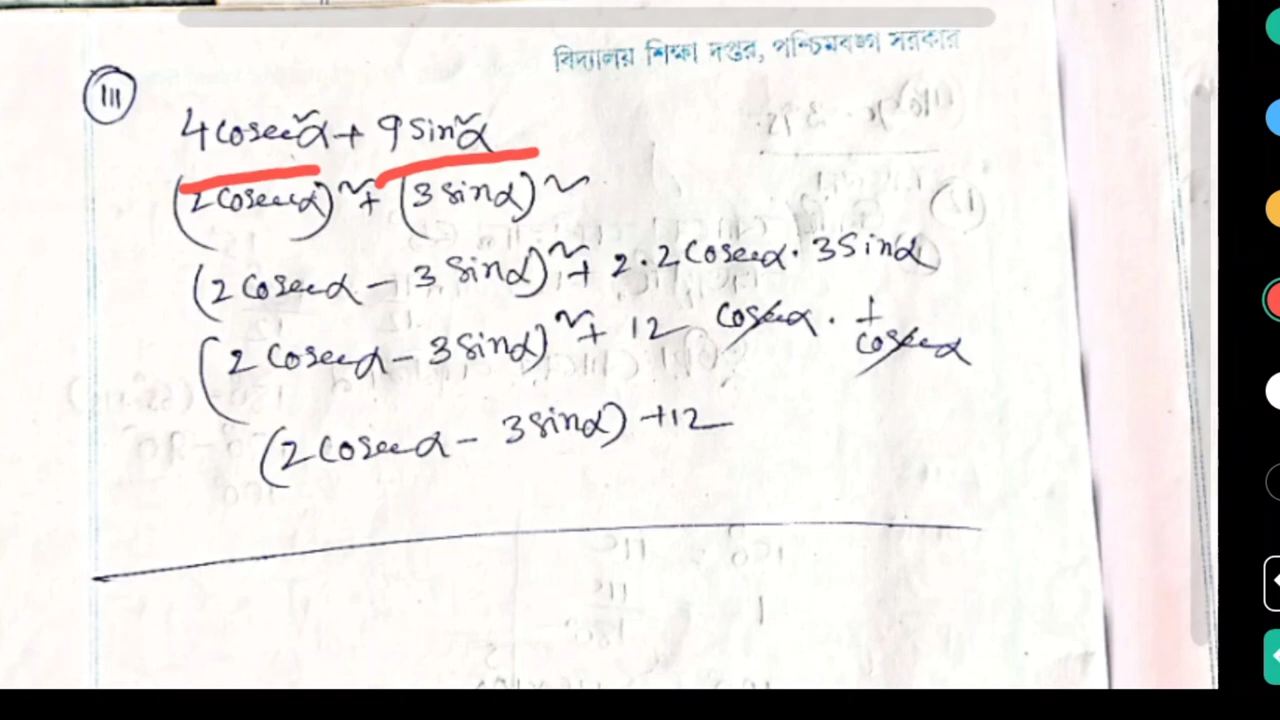 বিদ্যালয় শিক্ষা দপ্তর, পশ্চিমবঙ্গ সরকার
III
4cosec²α + 9sin²α
(2cosecα)² + (3sinα)²
(2cosecα - 3sinα)² + 2·2cosecα·3sinα
(2cosecα - 3sinα)² + 12 cosecα · 1/cosecα
(2cosecα - 3sinα) + 12